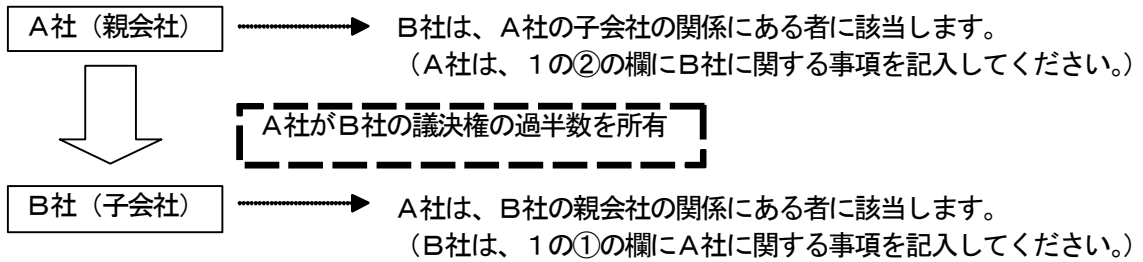 A社（親会社）
B社は、A社の子会社の関係にある者に該当します。
（A社は、1の②の欄にB社に関する事項を記入してください。）
A社がB社の議決権の過半数を所有
B社（子会社）
A社は、B社の親会社の関係にある者に該当します。
（B社は、1の①の欄にA社に関する事項を記入してください。）